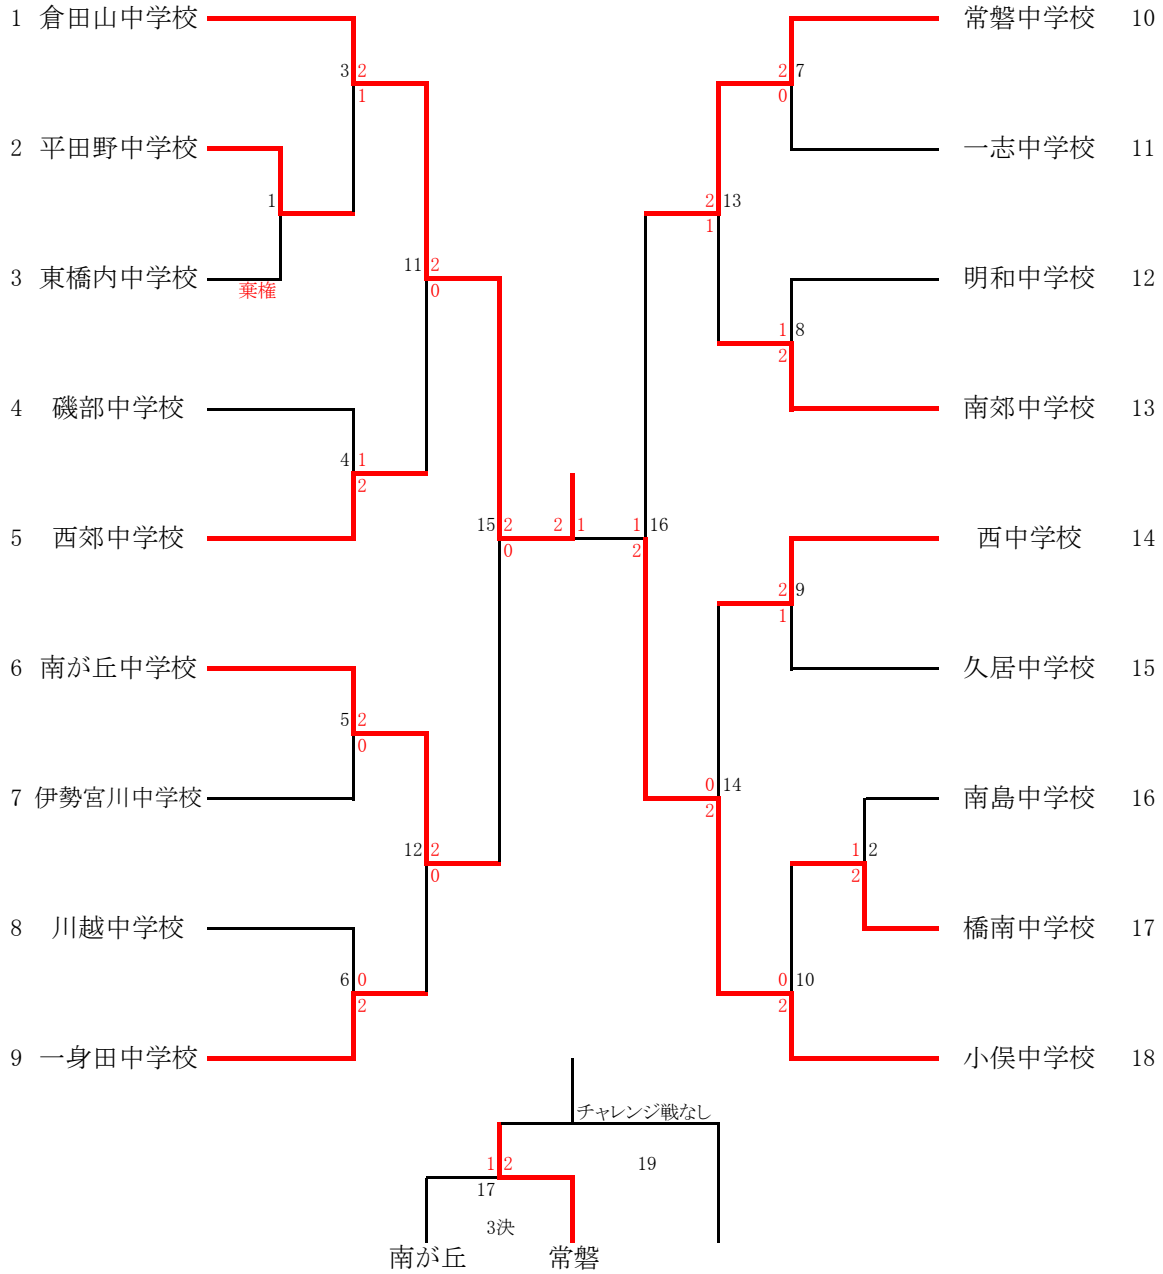 1 倉田山中学校
3 2
1
2 平田野中学校
1
3 東橋内中学校
棄権
11 2
0
4 磯部中学校
4 1
2
5 西郊中学校
15 2
0
2 1
6 南が丘中学校
5 2
0
7 伊勢宮川中学校
12 2
0
8 川越中学校
6 0
2
9 一身田中学校
常磐中学校 10
2 7
0
一志中学校 11
2 13
1
明和中学校 12
1 8
2
南郊中学校 13
1 16
2
西中学校 14
2 9
1
久居中学校 15
0 14
2
南島中学校 16
1 2
2
橋南中学校 17
0 10
2
小俣中学校 18
チャレンジ戦なし
1 2
19
17
3決
南が丘 常磐